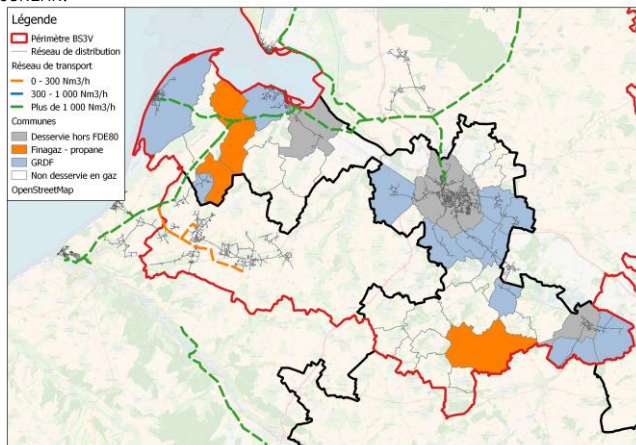 Légende
Périmètre BS3V
Réseau de distribution
Réseau de transport
0 - 300 Nm3/h
300 - 1 000 Nm3/h
Plus de 1 000 Nm3/h
Communes
Desservie hors FDE80
Finagaz - propane
GRDF
Non desservie en gaz
OpenStreetMap